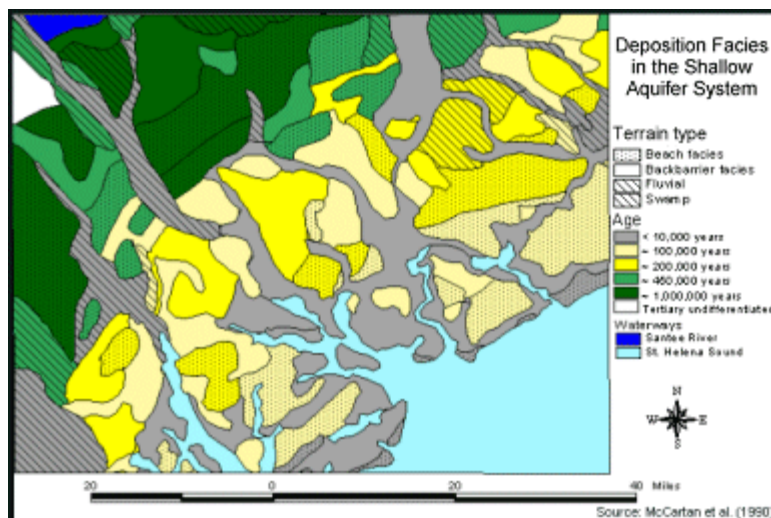 Deposition Facies
in the Shallow
Aquifer System
Terrain type
Beach facies
Backbarrier facies
Fluvial
Swamp
Age
< 10,000 years
~ 100,000 years
~ 200,000 years
~ 450,000 years
~ 1,000,000 years
Tertiary undifferentiated
Waterways
Santee River
St. Helena Sound
N
W E
S
20 0 20 40 Miles
Source: McCartan et al. (1990)